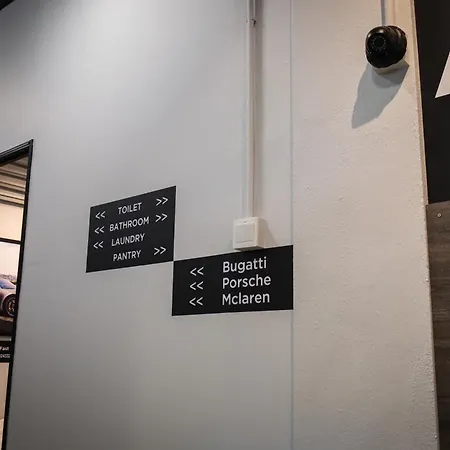 << TOILET >>
<< BATHROOM >>
<< LAUNDRY
PANTRY >>
<< Bugatti
<< Porsche
<< Mclaren